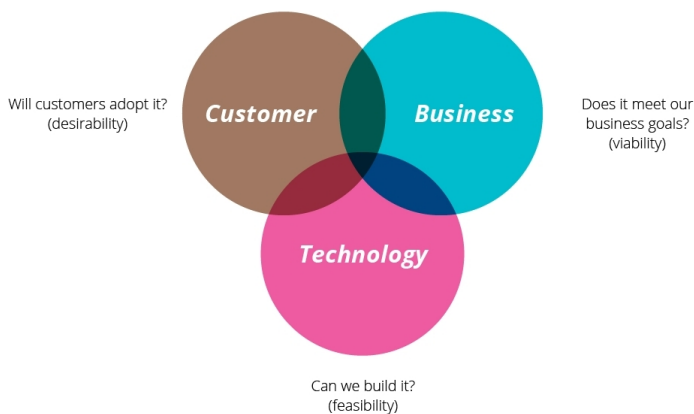 Will customers adopt it?
(desirability)
Customer
Business
Does it meet our
business goals?
(viability)
Technology
Can we build it?
(feasibility)